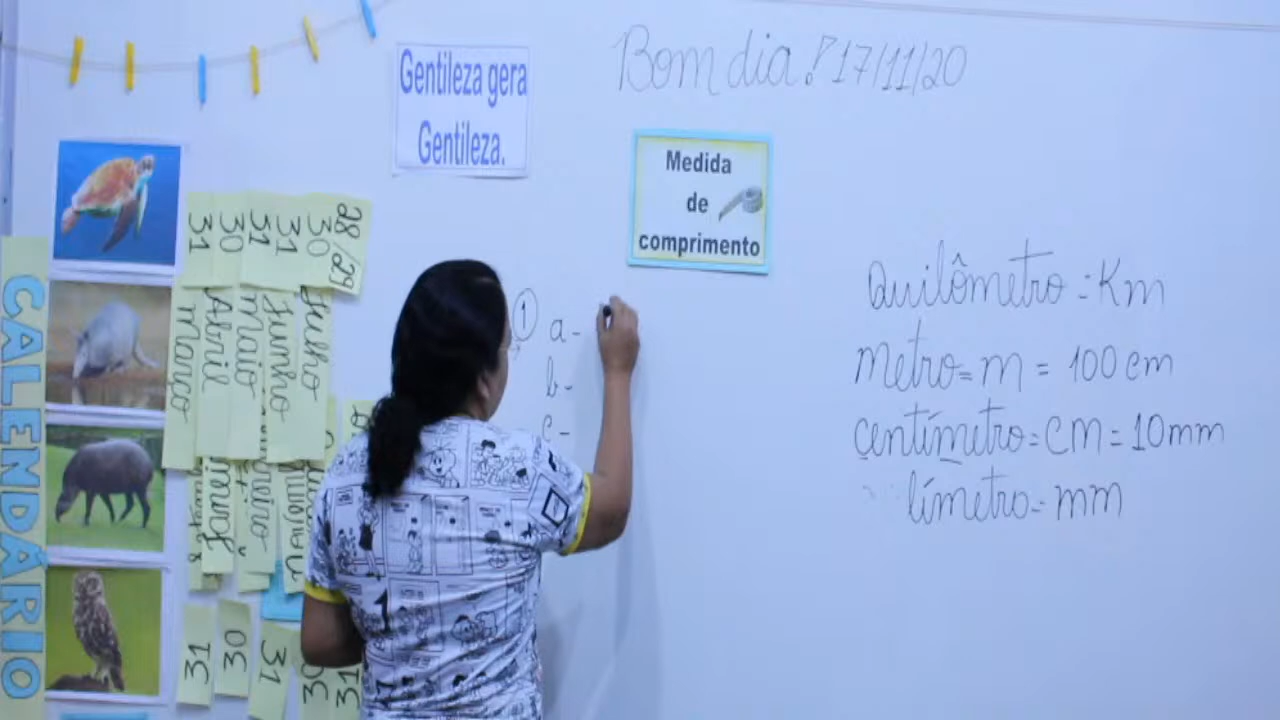 Bom dia! 17/11/20
Gentileza gera
Gentileza.
Medida
de
comprimento
CALENDÁRIO
28/29
30
31
31
31
30
31
Julho
Junho
Maio
Abril
Março
1 a-
b-
c-
Quilômetro = Km
metro = m = 100 cm
centímetro = cm = 10 mm
límetro = mm
31
30
31
30
31